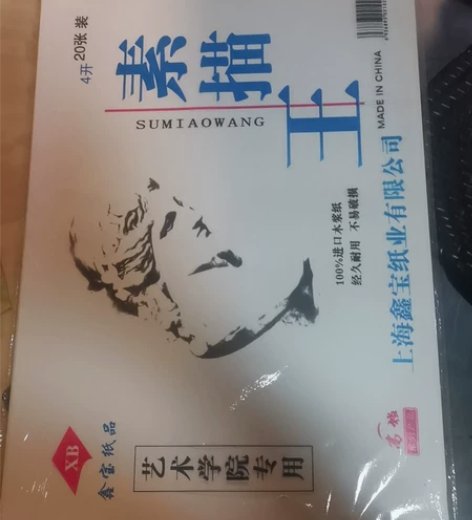 4开 20张 装
素描王
SUMIAOWANG
MADE IN CHINA
100%进口木浆纸
经久耐用 不易破损
上海鑫宝纸业有限公司
XB
鑫宝纸品
艺术学院专用